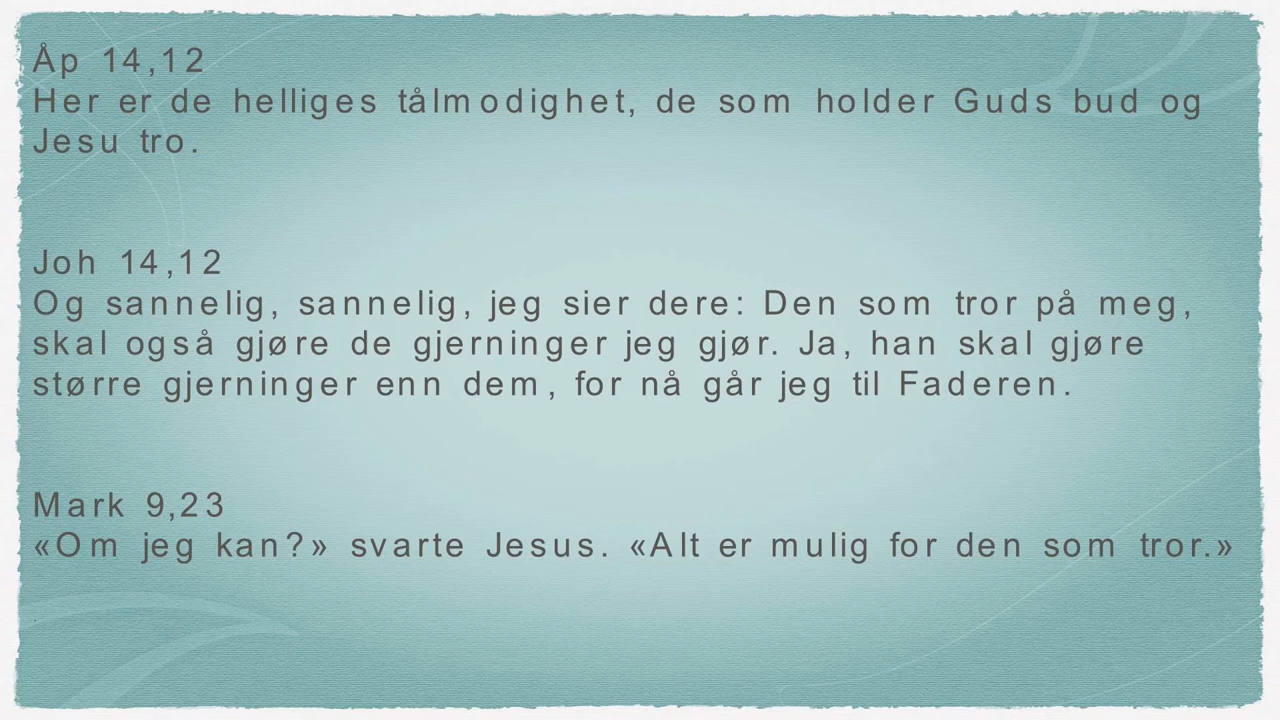 Åp 14,12
Her er de helliges tålmodighet, de som holder Guds bud og
Jesu tro.
Joh 14,12
Og sannelig, sannelig, jeg sier dere: Den som tror på meg,
skal også gjøre de gjerninger jeg gjør. Ja, han skal gjøre
større gjerninger enn dem, for nå går jeg til Faderen.
Mark 9,23
«Om jeg kan?» svarte Jesus. «Alt er mulig for den som tror.»